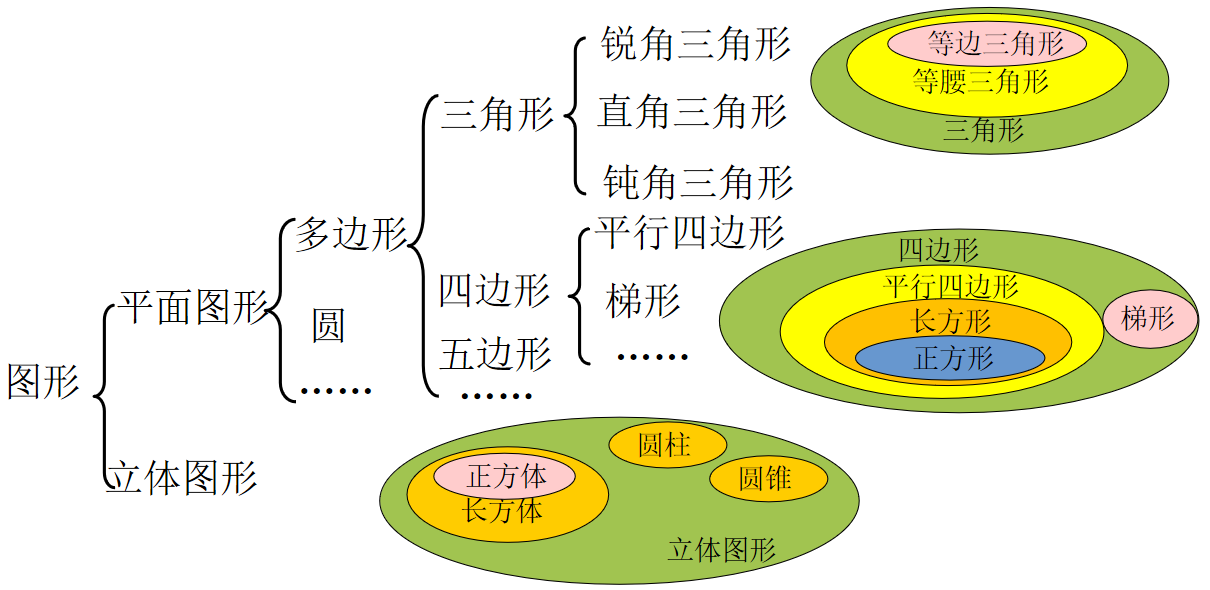 图形
平面图形
立体图形
多边形
圆
……
三角形
四边形
五边形
……
锐角三角形
直角三角形
钝角三角形
平行四边形
梯形
……
等边三角形
等腰三角形
三角形
四边形
平行四边形
长方形
正方形
梯形
圆柱
圆锥
正方体
长方体
立体图形